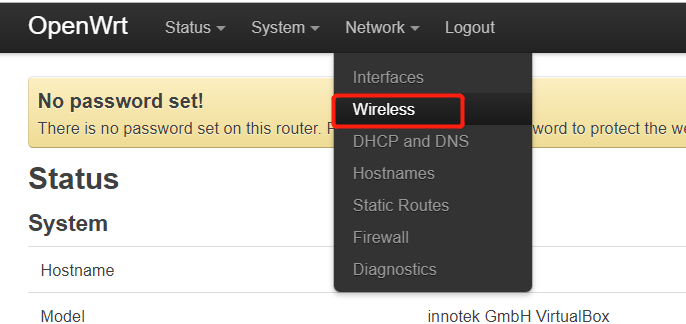 OpenWrt Status System Network Logout
Interfaces
Wireless
DHCP and DNS
Hostnames
Static Routes
Firewall
Diagnostics
No password set!
There is no password set on this router. word to protect the we
Status
System
Hostname
Model innotek GmbH VirtualBox